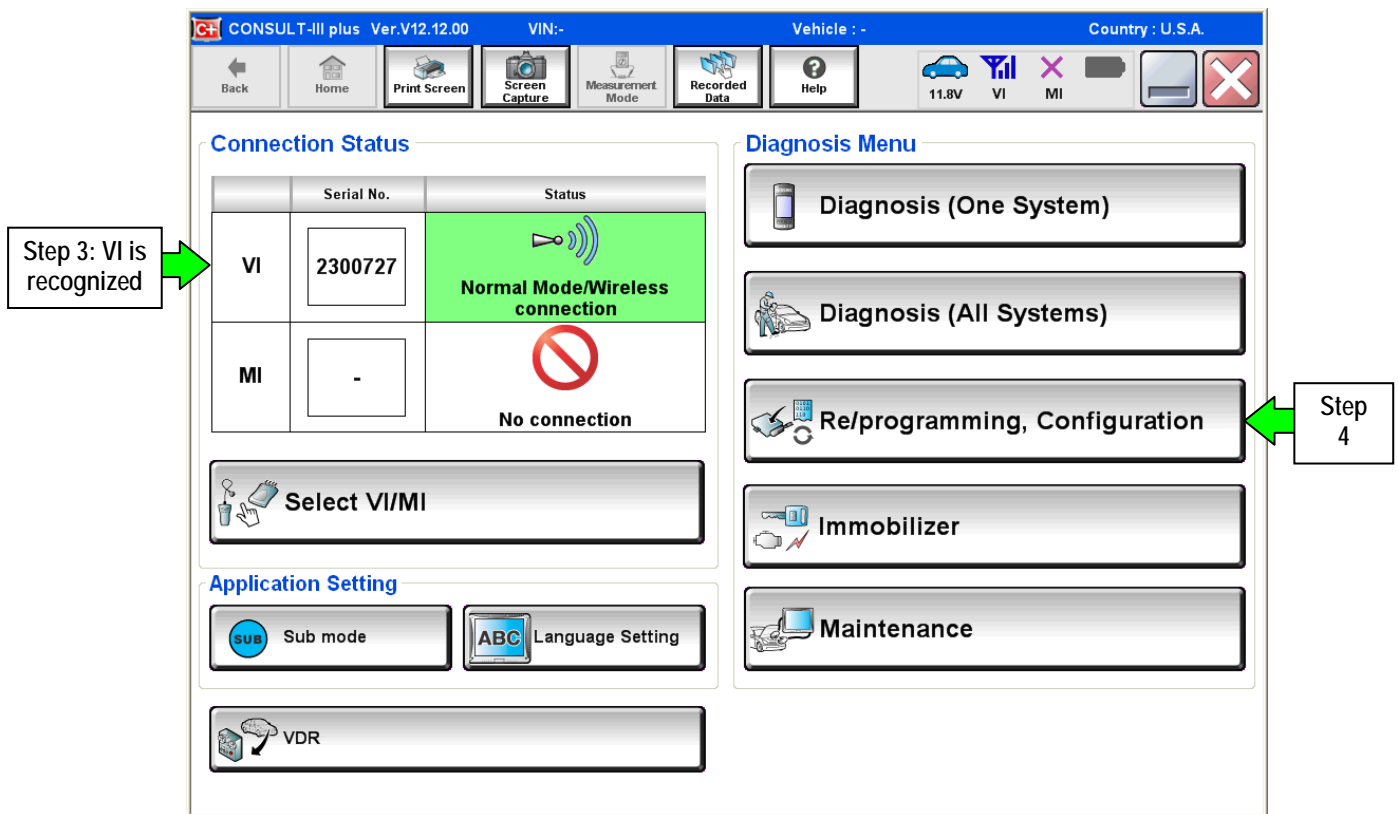 C+ CONSULT-III plus Ver.V12.12.00 VIN:- Vehicle : - Country : U.S.A.
Back
Home
Print Screen
Screen
Capture
Measurement
Mode
Recorded
Data
Help
11.8V VI MI
Connection Status
Serial No. Status
VI 2300727
Normal Mode/Wireless
connection
MI -
No connection
Select VI/MI
Application Setting
SUB Sub mode
ABC Language Setting
VDR
Diagnosis Menu
Diagnosis (One System)
Diagnosis (All Systems)
Re/programming, Configuration
Immobilizer
Maintenance
Step 3: VI is
recognized
Step
4